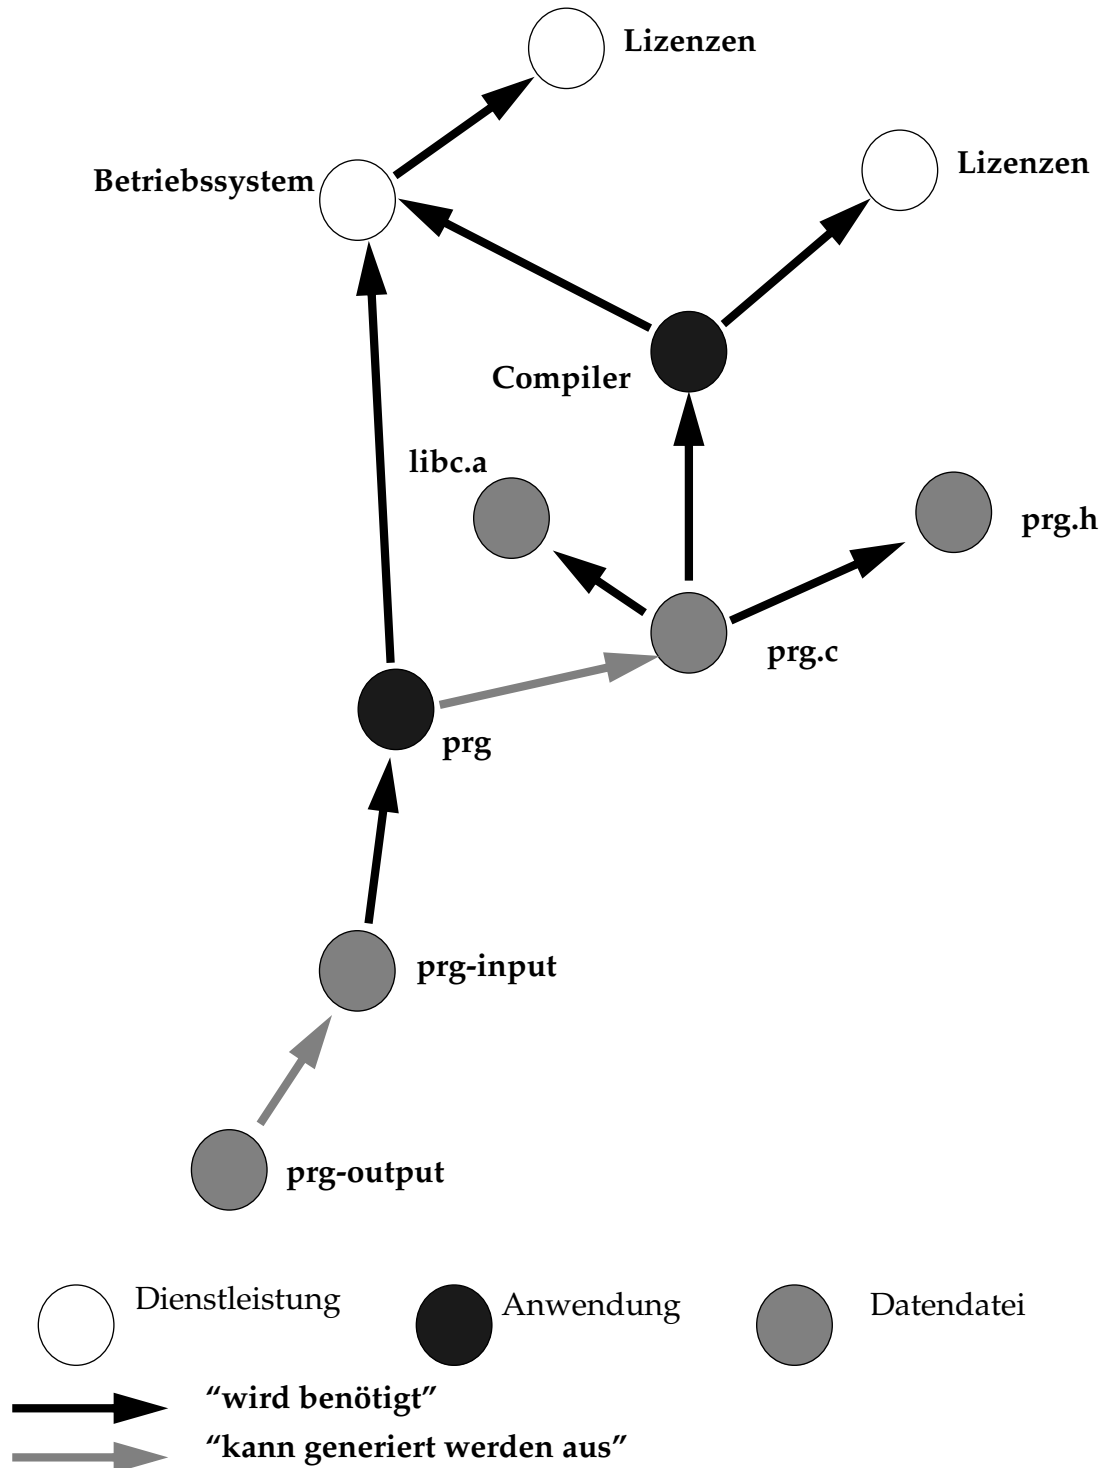 Lizenzen
Lizenzen
Betriebssystem
Compiler
libc.a
prg.h
prg.c
prg
prg-input
prg-output
Dienstleistung
Anwendung
Datendatei
“wird benötigt”
“kann generiert werden aus”